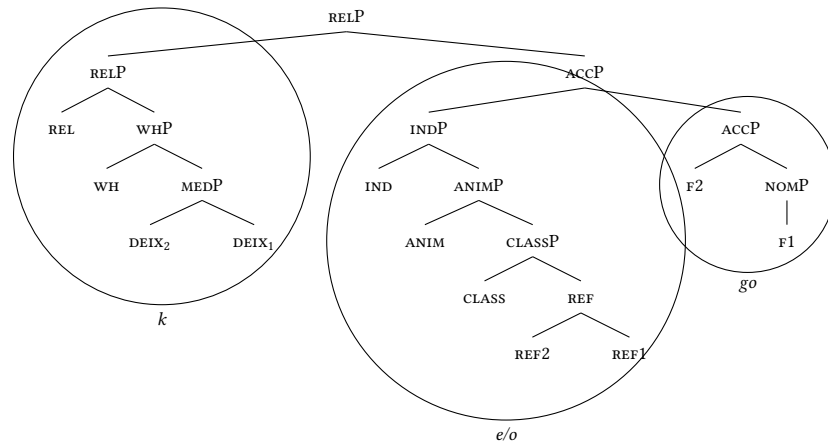 RELP
RELP ACCP
REL WHP INDP ACCP
WH MEDP IND ANIMP F2 NOMP
DEIX₂ DEIX₁ ANIM CLASSP F1
CLASS REF
REF2 REF1
k
go
e/o